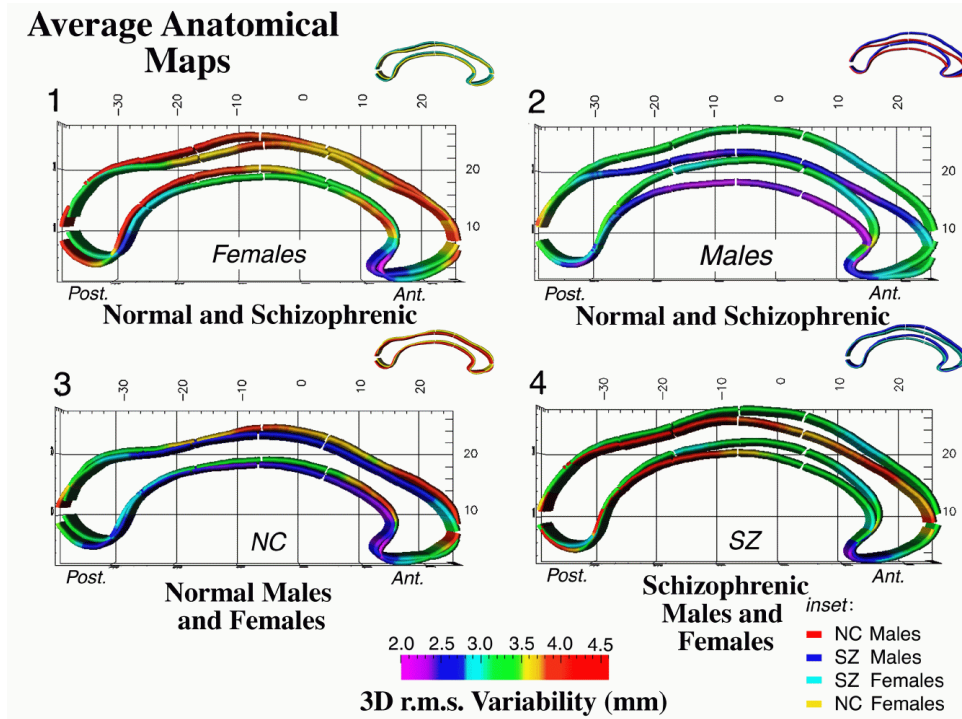 Average Anatomical
Maps
1
-30
-20
-10
0
10
20
20
10
Females
Post.
Ant.
Normal and Schizophrenic
2
-30
-20
-10
0
10
20
20
10
Males
Post.
Ant.
Normal and Schizophrenic
3
-30
-20
-10
0
10
20
20
10
NC
Post.
Ant.
Normal Males
and Females
4
-30
-20
-10
0
10
20
20
10
SZ
Post.
Ant.
Schizophrenic
Males and
Females
2.0 2.5 3.0 3.5 4.0 4.5
3D r.m.s. Variability (mm)
inset:
NC Males
SZ Males
SZ Females
NC Females